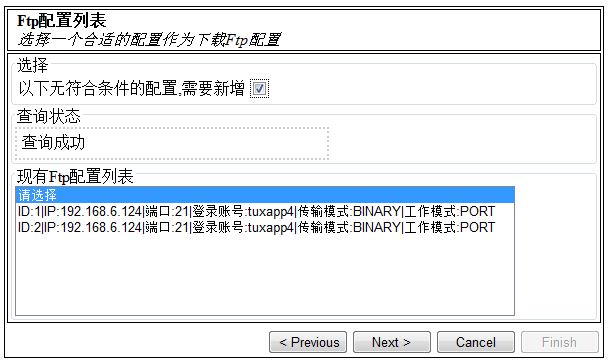 Ftp配置列表
选择一个合适的配置作为下载Ftp配置
选择
以下无符合条件的配置,需要新增
查询状态
查询成功
现有Ftp配置列表
请选择
ID:1|IP:192.168.6.124|端口:21|登录账号:tuxapp4|传输模式:BINARY|工作模式:PORT
ID:2|IP:192.168.6.124|端口:21|登录账号:tuxapp4|传输模式:BINARY|工作模式:PORT
< Previous Next > Cancel Finish